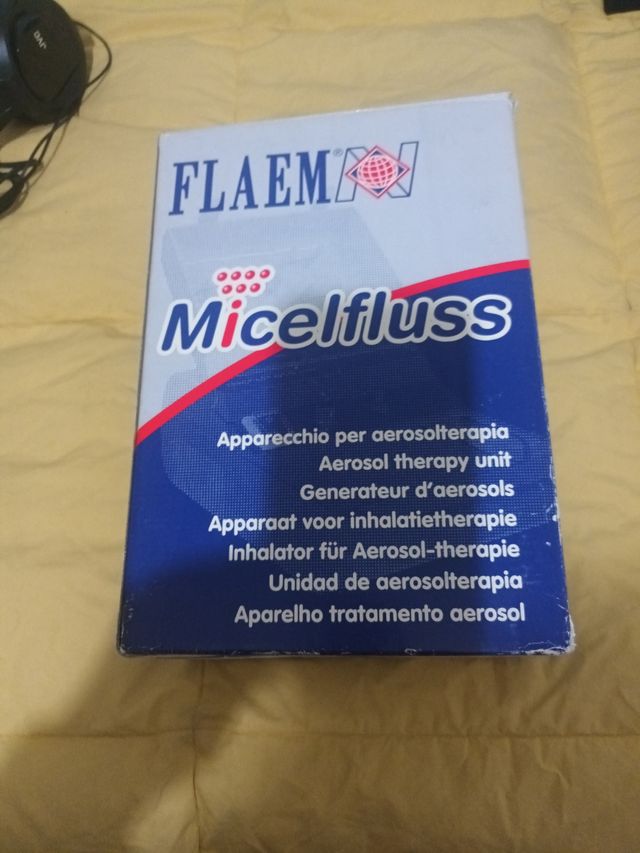 JVC
FLAEM®N
Micelfluss
Apparecchio per aerosolterapia
Aerosol therapy unit
Generateur d'aerosols
Apparaat voor inhalatietherapie
Inhalator für Aerosol-therapie
Unidad de aerosolterapia
Aparelho tratamento aerosol